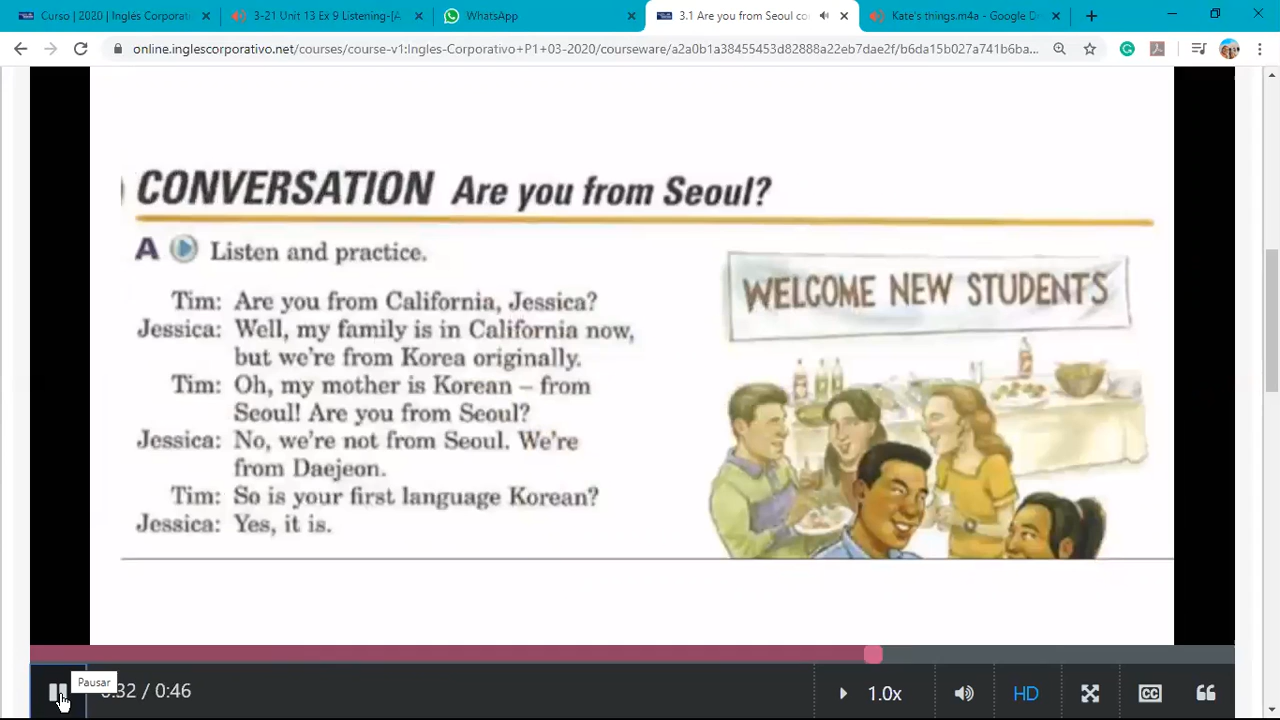 Curso | 2020 | Inglés Corporati
3-21 Unit 13 Ex 9 Listening-[A
WhatsApp
3.1 Are you from Seoul co
Kate's things.m4a - Google D
online.inglescorporativo.net/courses/course-v1:Ingles-Corporativo+P1+03-2020/courseware/a2a0b1a38455453d82888a22eb7dae2f/b6da15b027a741b6ba...
CONVERSATION Are you from Seoul?
A Listen and practice.
Tim: Are you from California, Jessica?
Jessica: Well, my family is in California now,
but we're from Korea originally.
Tim: Oh, my mother is Korean – from
Seoul! Are you from Seoul?
Jessica: No, we're not from Seoul. We're
from Daejeon.
Tim: So is your first language Korean?
Jessica: Yes, it is.
WELCOME NEW STUDENTS
Pausar
0:32 / 0:46
1.0x
HD
CC